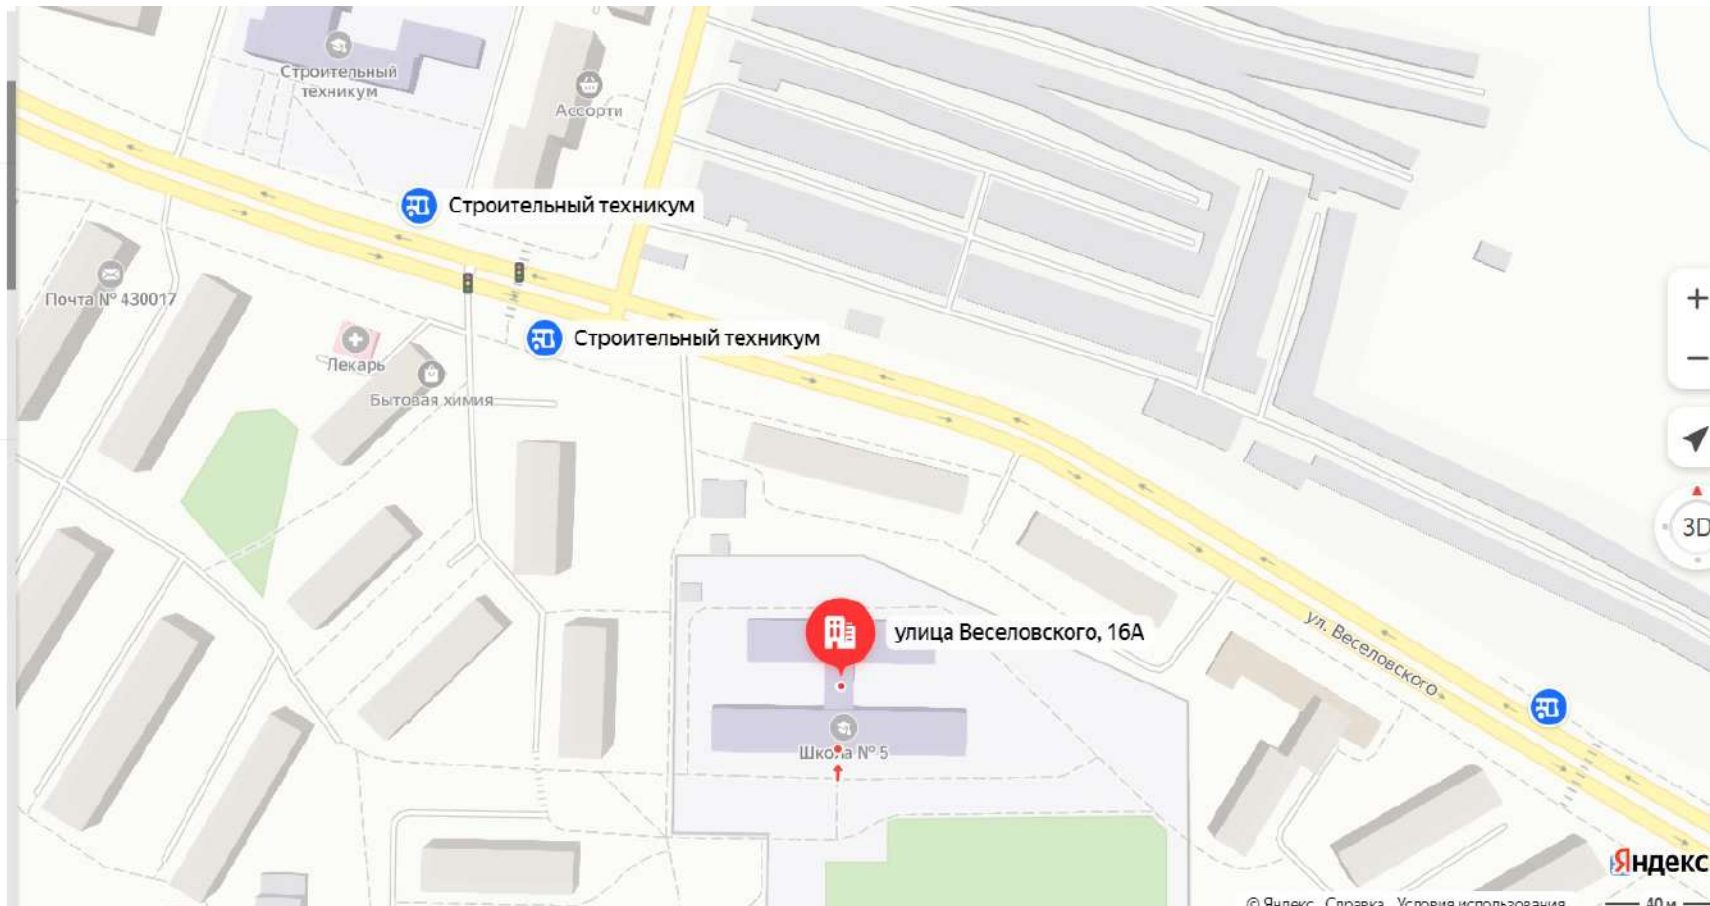 Строительный
техникум
Ассорти
Строительный техникум
Почта № 430017
Строительный техникум
Лекарь
Бытовая химия
3D
улица Веселовского, 16А
ул. Веселовского
Школа № 5
Яндекс
© Яндекс Справка Условия использования
40 м